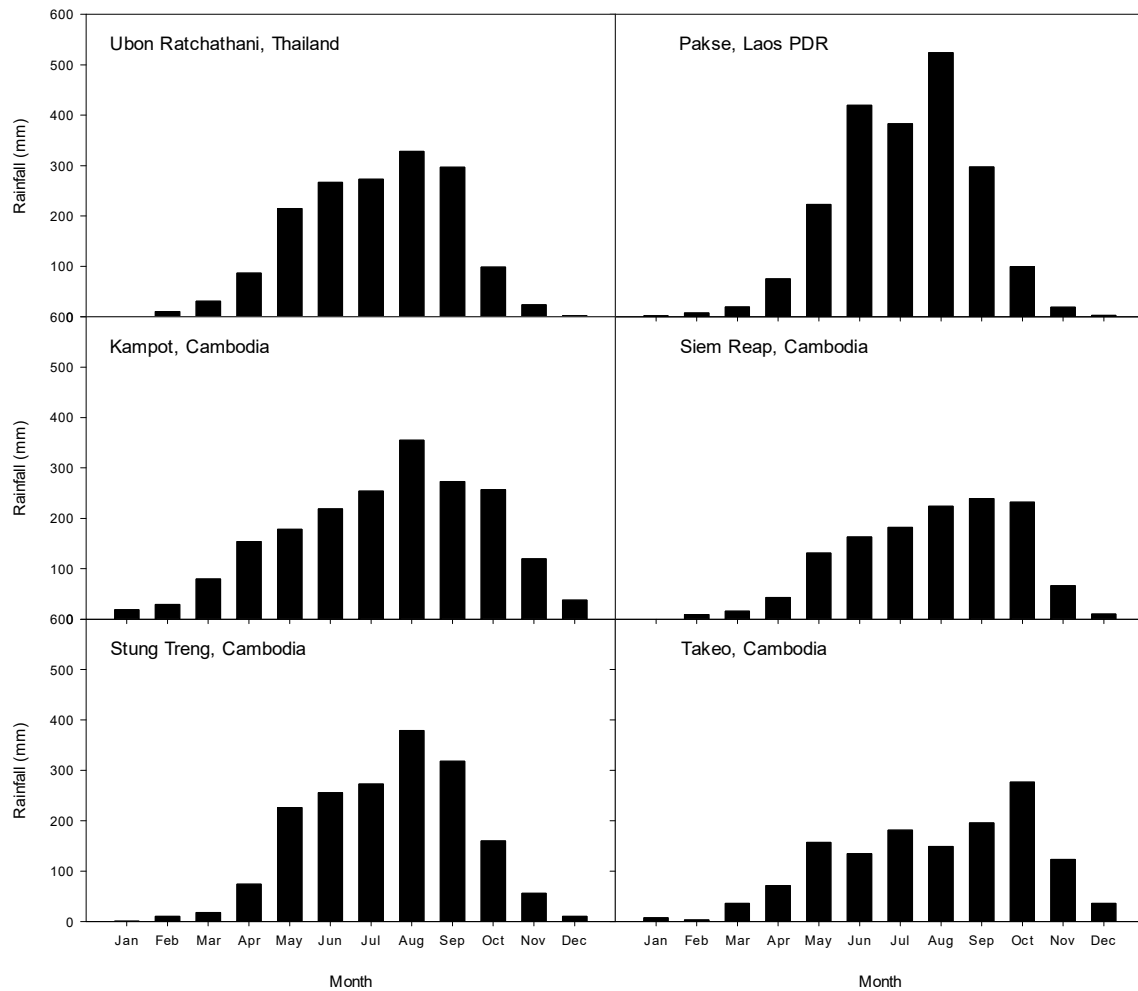 600
Ubon Ratchathani, Thailand
Pakse, Laos PDR
500
400
300
200
100
Rainfall (mm)
600
0
Kampot, Cambodia
Siem Reap, Cambodia
500
400
300
200
100
Rainfall (mm)
600
0
Stung Treng, Cambodia
Takeo, Cambodia
500
400
300
200
100
0
Rainfall (mm)
Jan Feb Mar Apr May Jun Jul Aug Sep Oct Nov Dec
Jan Feb Mar Apr May Jun Jul Aug Sep Oct Nov Dec
Month
Month